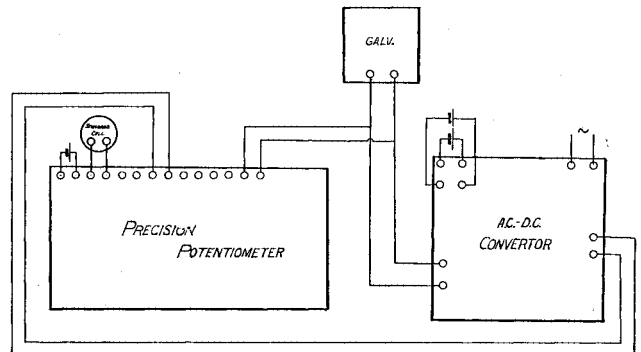 GALV.
STANDARD
CELL
~
PRECISION
POTENTIOMETER
A.C.-D.C.
CONVERTOR